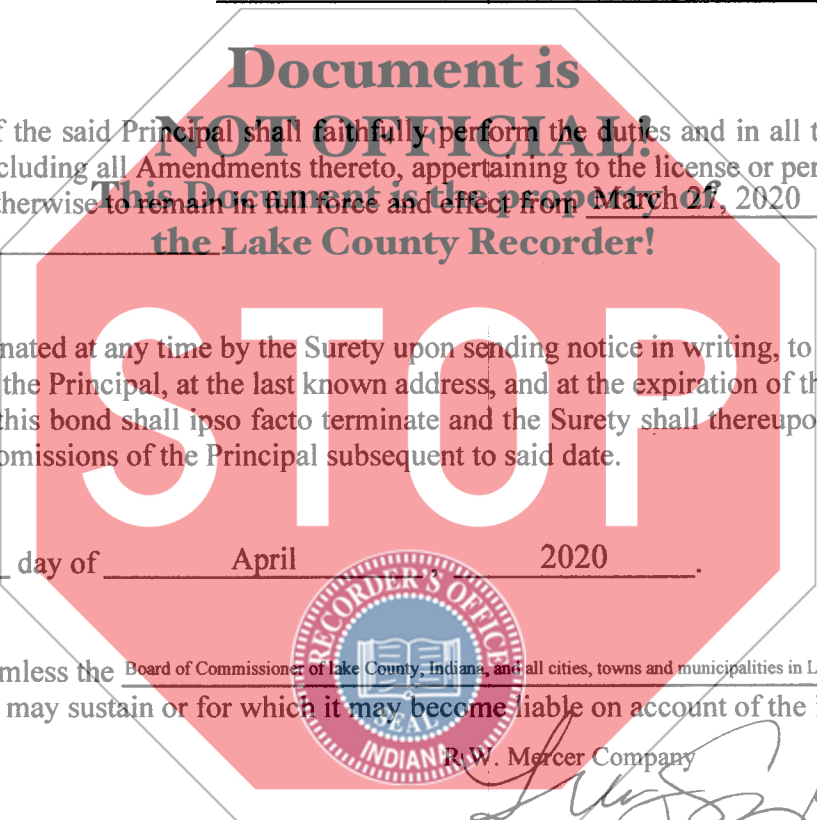 Document is
NOT OFFICIAL!
This Document is the property of
the Lake County Recorder!
f the said Principal shall faithfully perform the duties and in all t
cluding all Amendments thereto, appertaining to the license or per
therwise to remain in full force and effect from March 27, 2020
nated at any time by the Surety upon sending notice in writing, to
the Principal, at the last known address, and at the expiration of th
this bond shall ipso facto terminate and the Surety shall thereupo
omissions of the Principal subsequent to said date.
STOP
day of April , 2020 .
RECORDER'S OFFICE
SEAL
INDIANA
mless the Board of Commissioner of lake County, Indiana, and all cities, towns and municipalities in L
may sustain or for which it may become liable on account of the i
R.W. Mercer Company